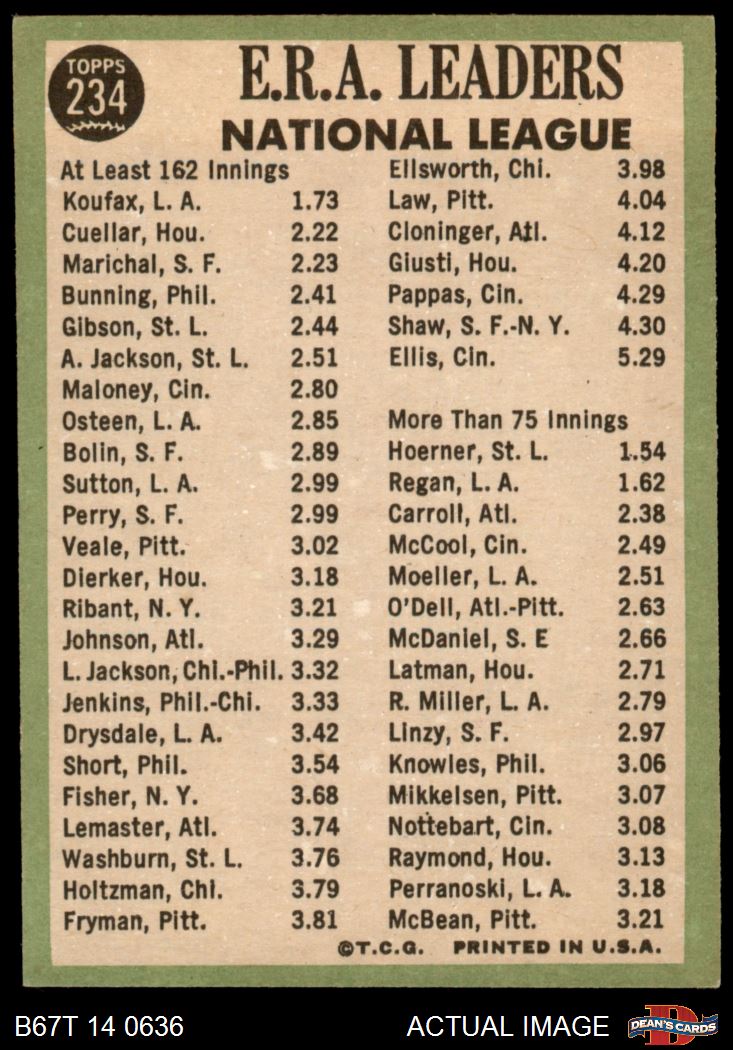 TOPPS
234
E.R.A. LEADERS
NATIONAL LEAGUE
At Least 162 Innings
Koufax, L. A. 1.73
Cuellar, Hou. 2.22
Marichal, S. F. 2.23
Bunning, Phil. 2.41
Gibson, St. L. 2.44
A. Jackson, St. L. 2.51
Maloney, Cin. 2.80
Osteen, L. A. 2.85
Bolin, S. F. 2.89
Sutton, L. A. 2.99
Perry, S. F. 2.99
Veale, Pitt. 3.02
Dierker, Hou. 3.18
Ribant, N. Y. 3.21
Johnson, Atl. 3.29
L. Jackson, Chi.-Phil. 3.32
Jenkins, Phil.-Chi. 3.33
Drysdale, L. A. 3.42
Short, Phil. 3.54
Fisher, N. Y. 3.68
Lemaster, Atl. 3.74
Washburn, St. L. 3.76
Holtzman, Chi. 3.79
Fryman, Pitt. 3.81
Ellsworth, Chi. 3.98
Law, Pitt. 4.04
Cloninger, Atl. 4.12
Giusti, Hou. 4.20
Pappas, Cin. 4.29
Shaw, S. F.-N. Y. 4.30
Ellis, Cin. 5.29
More Than 75 Innings
Hoerner, St. L. 1.54
Regan, L. A. 1.62
Carroll, Atl. 2.38
McCool, Cin. 2.49
Moeller, L. A. 2.51
O'Dell, Atl.-Pitt. 2.63
McDaniel, S. E 2.66
Latman, Hou. 2.71
R. Miller, L. A. 2.79
Linzy, S. F. 2.97
Knowles, Phil. 3.06
Mikkelsen, Pitt. 3.07
Nottebart, Cin. 3.08
Raymond, Hou. 3.13
Perranoski, L. A. 3.18
McBean, Pitt. 3.21
©T.C.G. PRINTED IN U.S.A.
B67T 14 0636 ACTUAL IMAGE DEAN'S CARDS